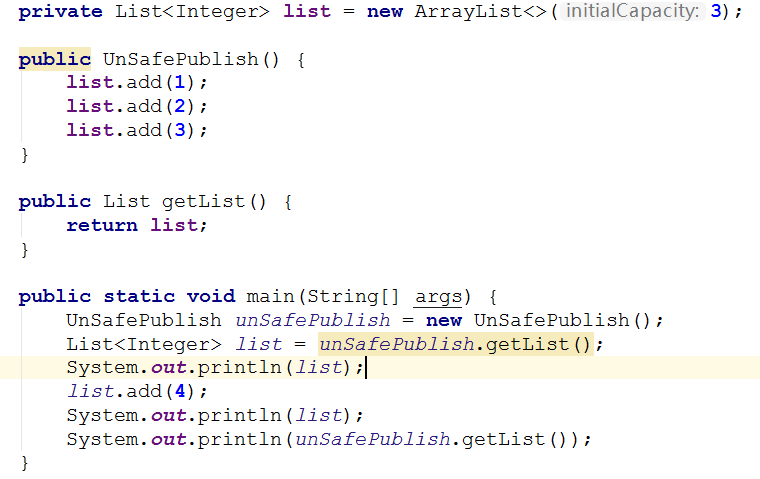 private List<Integer> list = new ArrayList<>( initialCapacity: 3);
public UnSafePublish() {
list.add(1);
list.add(2);
list.add(3);
}
public List getList() {
return list;
}
public static void main(String[] args) {
UnSafePublish unSafePublish = new UnSafePublish();
List<Integer> list = unSafePublish.getList();
System.out.println(list);
list.add(4);
System.out.println(list);
System.out.println(unSafePublish.getList());
}